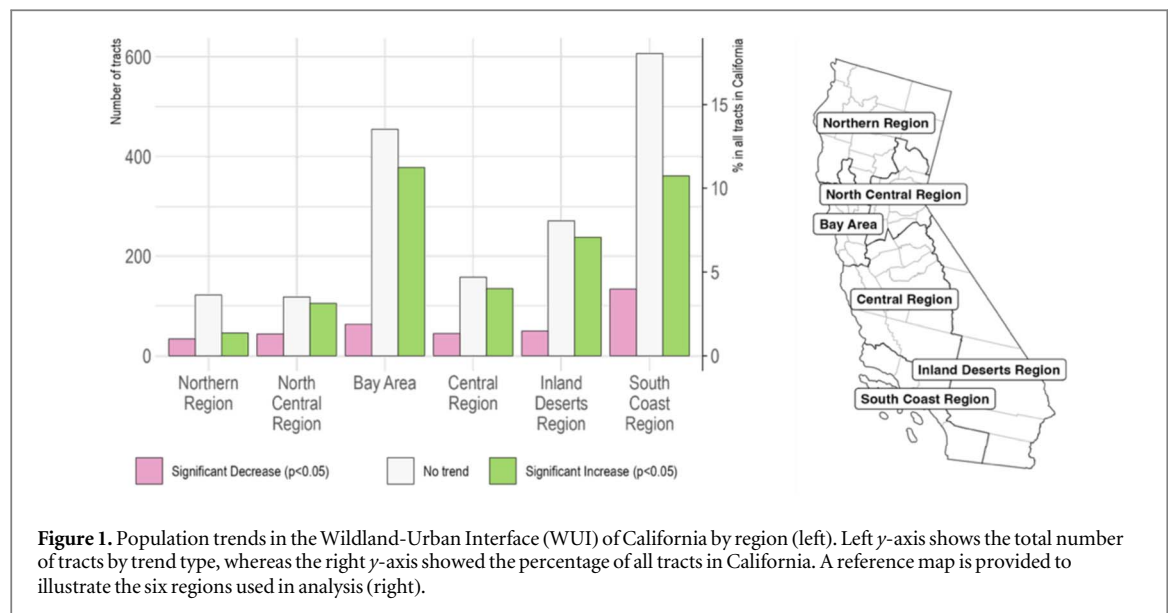 Number of tracts
600
400
200
0
% in all tracts in California
15
10
5
0
Northern
Region
North
Central
Region
Bay Area
Central
Region
Inland
Deserts
Region
South
Coast
Region
Significant Decrease (p<0.05)
No trend
Significant Increase (p<0.05)
Northern Region
North Central Region
Bay Area
Central Region
Inland Deserts Region
South Coast Region
Figure 1. Population trends in the Wildland-Urban Interface (WUI) of California by region (left). Left y-axis shows the total number
of tracts by trend type, whereas the right y-axis showed the percentage of all tracts in California. A reference map is provided to
illustrate the six regions used in analysis (right).